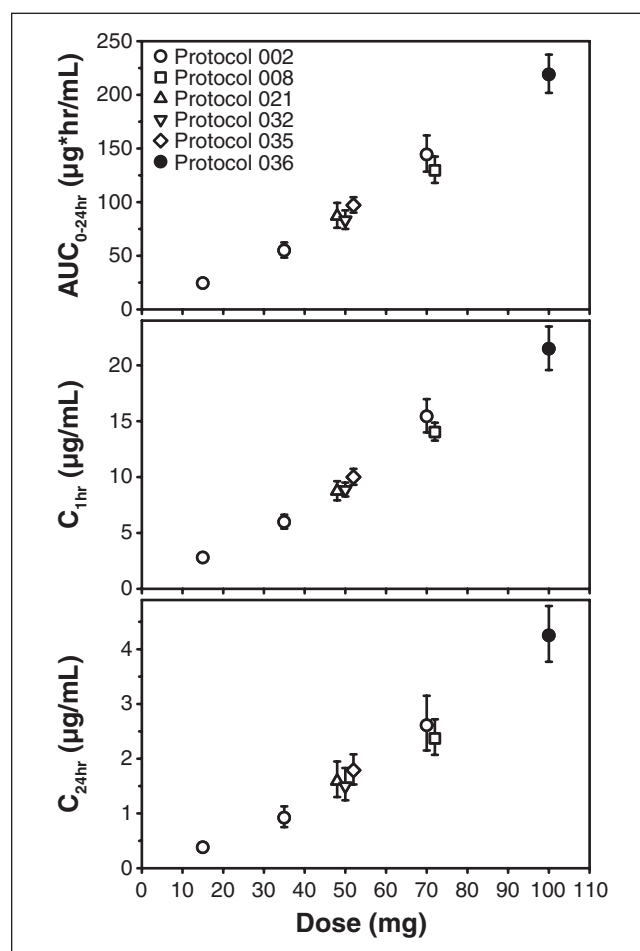 250
200
150
100
50
0
AUC0-24hr (µg*hr/mL)
Protocol 002
Protocol 008
Protocol 021
Protocol 032
Protocol 035
Protocol 036
20
15
10
5
0
C1hr (µg/mL)
4
3
2
1
0
C24hr (µg/mL)
0 10 20 30 40 50 60 70 80 90 100 110
Dose (mg)